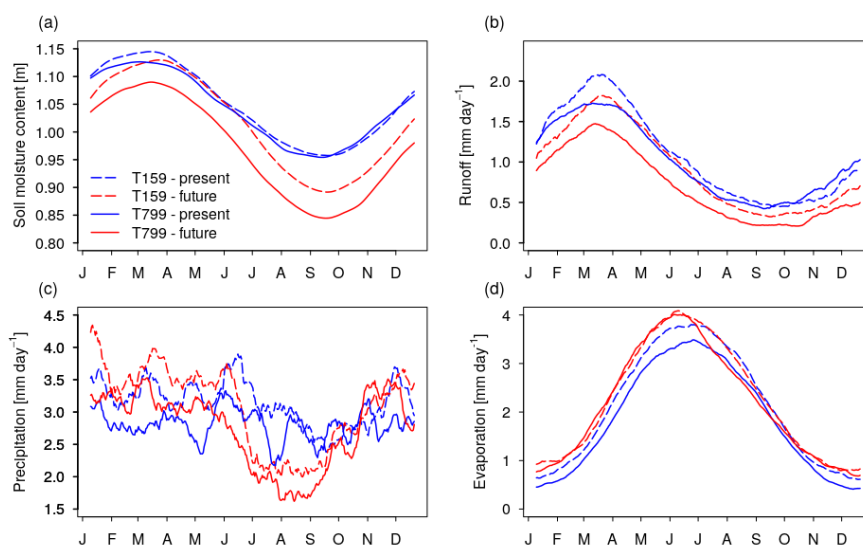 (a)
Soil moisture content [m]
1.15
1.10
1.05
1.00
0.95
0.90
0.85
0.80
T159 - present
T159 - future
T799 - present
T799 - future
J F M A M J J A S O N D
(b)
Runoff [mm day−1]
2.0
1.5
1.0
0.5
0.0
J F M A M J J A S O N D
(c)
Precipitation [mm day−1]
4.5
4.0
3.5
3.0
2.5
2.0
1.5
J F M A M J J A S O N D
(d)
Evaporation [mm day−1]
4
3
2
1
0
J F M A M J J A S O N D